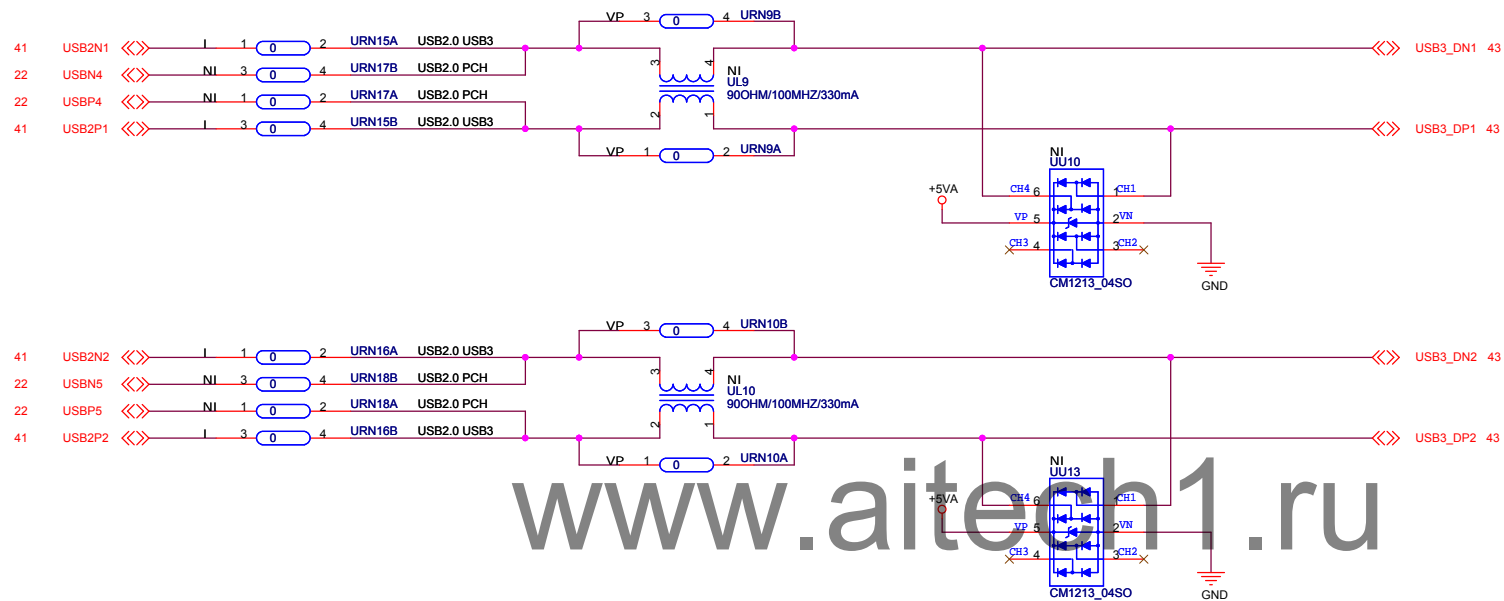 VP 3 0 4 URN9B
41 USB2N1 I 1 0 2 URN15A USB2.0 USB3 USB3_DN1 43
3 4
22 USBN4 NI 3 0 4 URN17B USB2.0 PCH NI
UL9
22 USBP4 NI 1 0 2 URN17A USB2.0 PCH 90OHM/100MHZ/330mA
2 1
41 USB2P1 I 3 0 4 URN15B USB2.0 USB3 USB3_DP1 43
VP 1 0 2 URN9A
NI
UU10
+5VA CH4 6 1 CH1
VP 5 2 VN
CH3 4 3 CH2
CM1213_04SO GND
VP 3 0 4 URN10B
41 USB2N2 I 1 0 2 URN16A USB2.0 USB3 USB3_DN2 43
3 4
22 USBN5 NI 3 0 4 URN18B USB2.0 PCH NI
UL10
22 USBP5 NI 1 0 2 URN18A USB2.0 PCH 90OHM/100MHZ/330mA
2 1
41 USB2P2 I 3 0 4 URN16B USB2.0 USB3 USB3_DP2 43
VP 1 0 2 URN10A
NI
UU13
+5VA CH4 6 1 CH1
www.aitech1.ru
VP 5 2 VN
CH3 4 3 CH2
CM1213_04SO GND